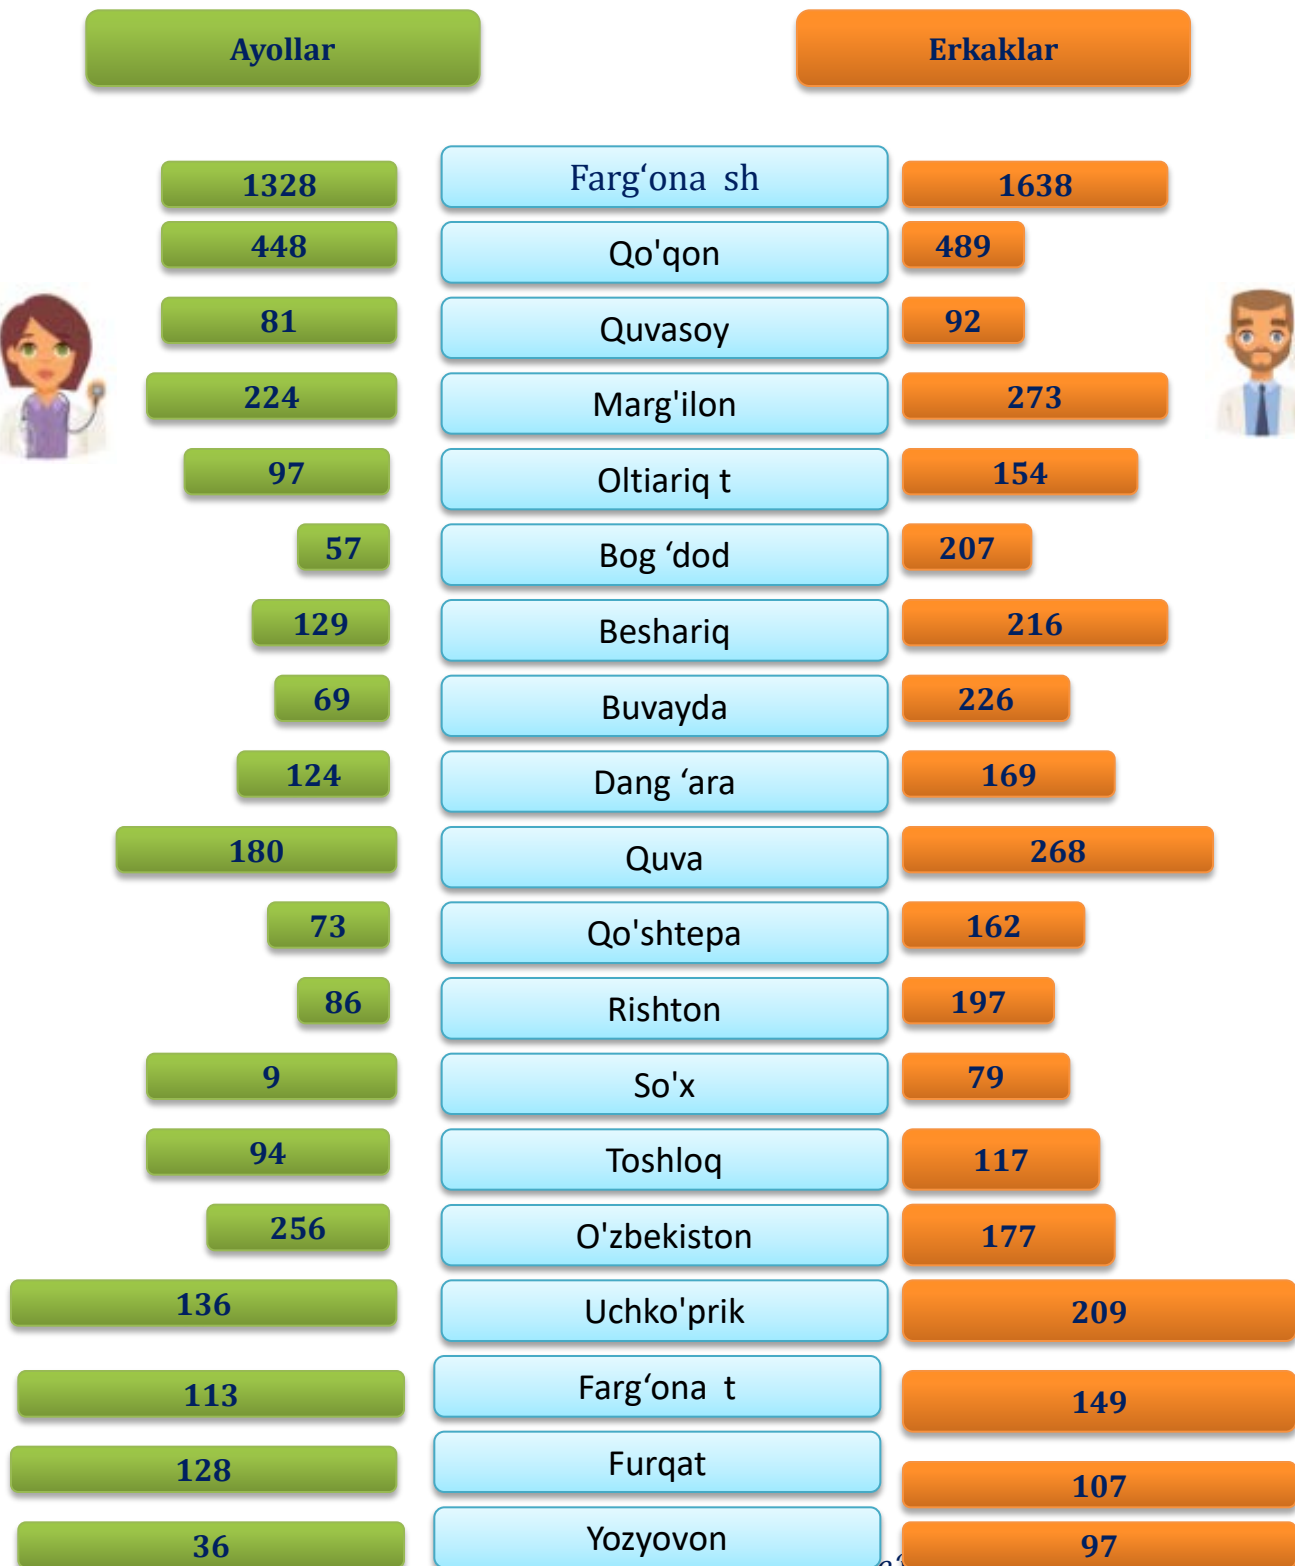 Ayollar Erkaklar
1328 Farg‘ona sh 1638
448 Qo'qon 489
81 Quvasoy 92
224 Marg'ilon 273
97 Oltiariq t 154
57 Bog ‘dod 207
129 Beshariq 216
69 Buvayda 226
124 Dang ‘ara 169
180 Quva 268
73 Qo'shtepa 162
86 Rishton 197
9 So'x 79
94 Toshloq 117
256 O'zbekiston 177
136 Uchko'prik 209
113 Farg‘ona t 149
128 Furqat 107
36 Yozyovon 97